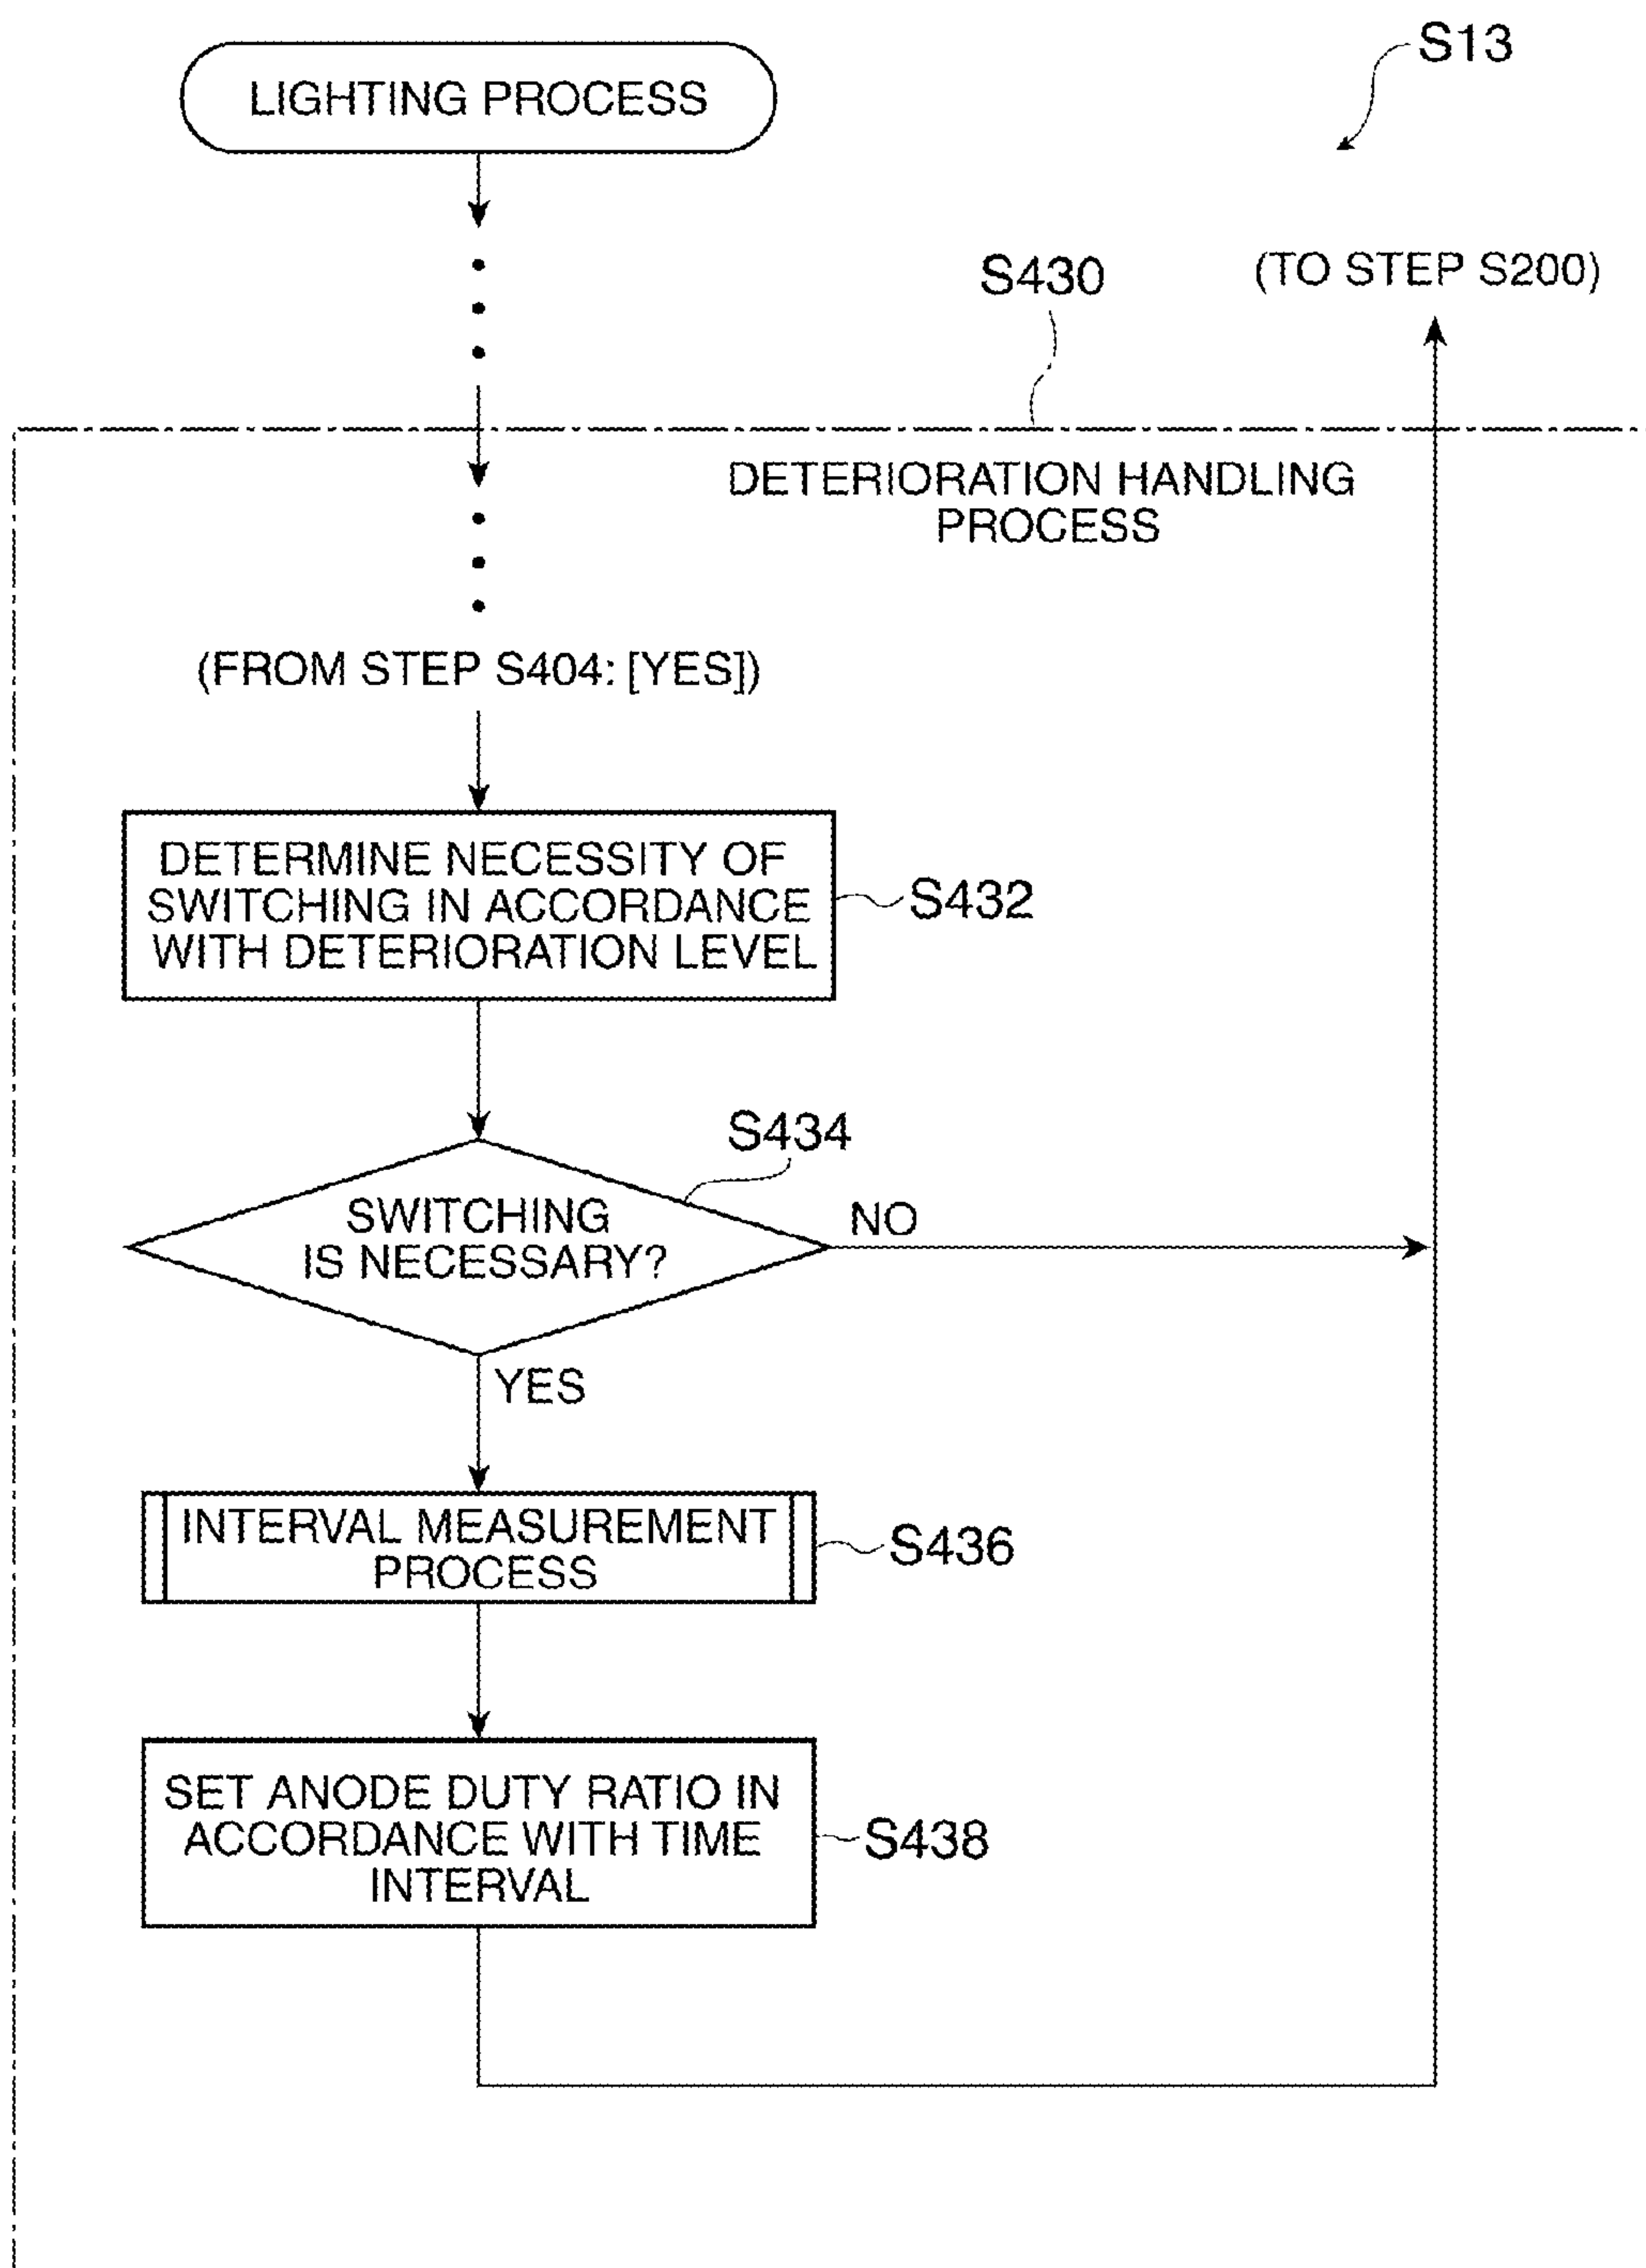 S13
LIGHTING PROCESS
(TO STEP S200)
S430
DETERIORATION HANDLING
PROCESS
(FROM STEP S404: [YES])
DETERMINE NECESSITY OF
SWITCHING IN ACCORDANCE
WITH DETERIORATION LEVEL
S432
S434
SWITCHING
IS NECESSARY?
NO
YES
INTERVAL MEASUREMENT
PROCESS
S436
SET ANODE DUTY RATIO IN
ACCORDANCE WITH TIME
INTERVAL
S438